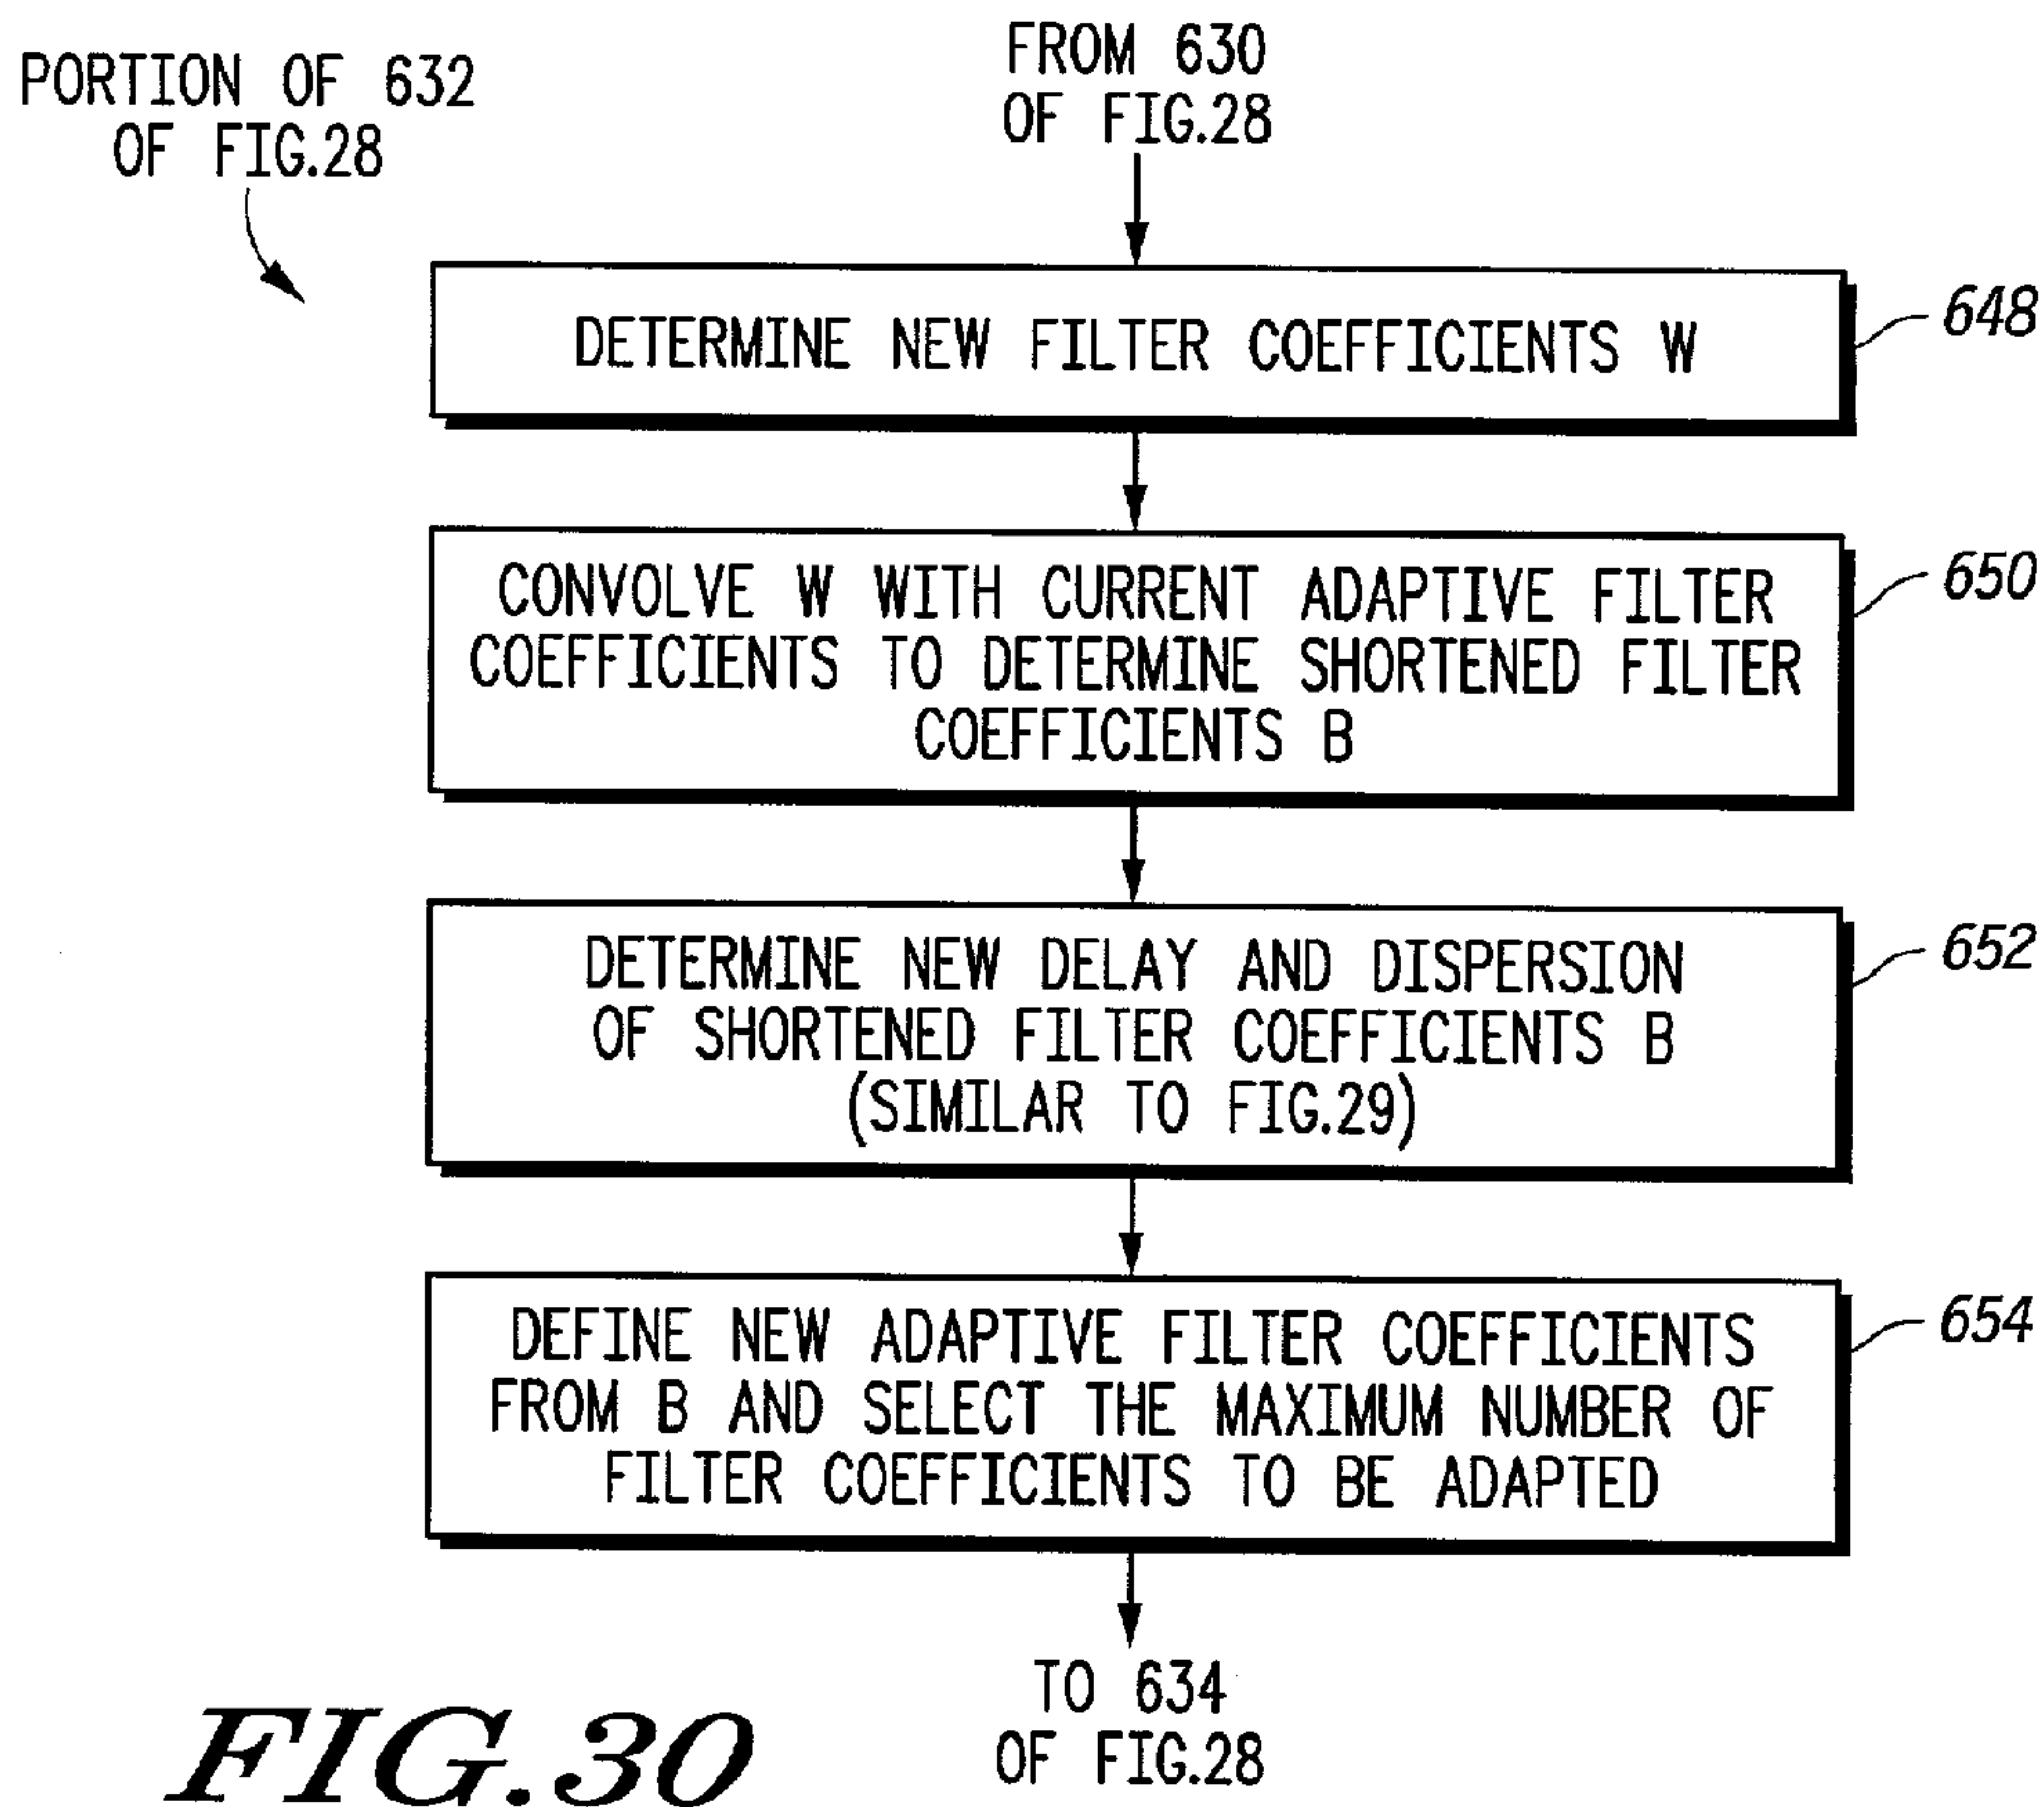 PORTION OF 632
OF FIG.28
FROM 630
OF FIG.28
DETERMINE NEW FILTER COEFFICIENTS W
648
CONVOLVE W WITH CURRENT ADAPTIVE FILTER
COEFFICIENTS TO DETERMINE SHORTENED FILTER
COEFFICIENTS B
650
DETERMINE NEW DELAY AND DISPERSION
OF SHORTENED FILTER COEFFICIENTS B
(SIMILAR TO FIG.29)
652
DEFINE NEW ADAPTIVE FILTER COEFFICIENTS
FROM B AND SELECT THE MAXIMUM NUMBER OF
FILTER COEFFICIENTS TO BE ADAPTED
654
TO 634
OF FIG.28
FIG.30